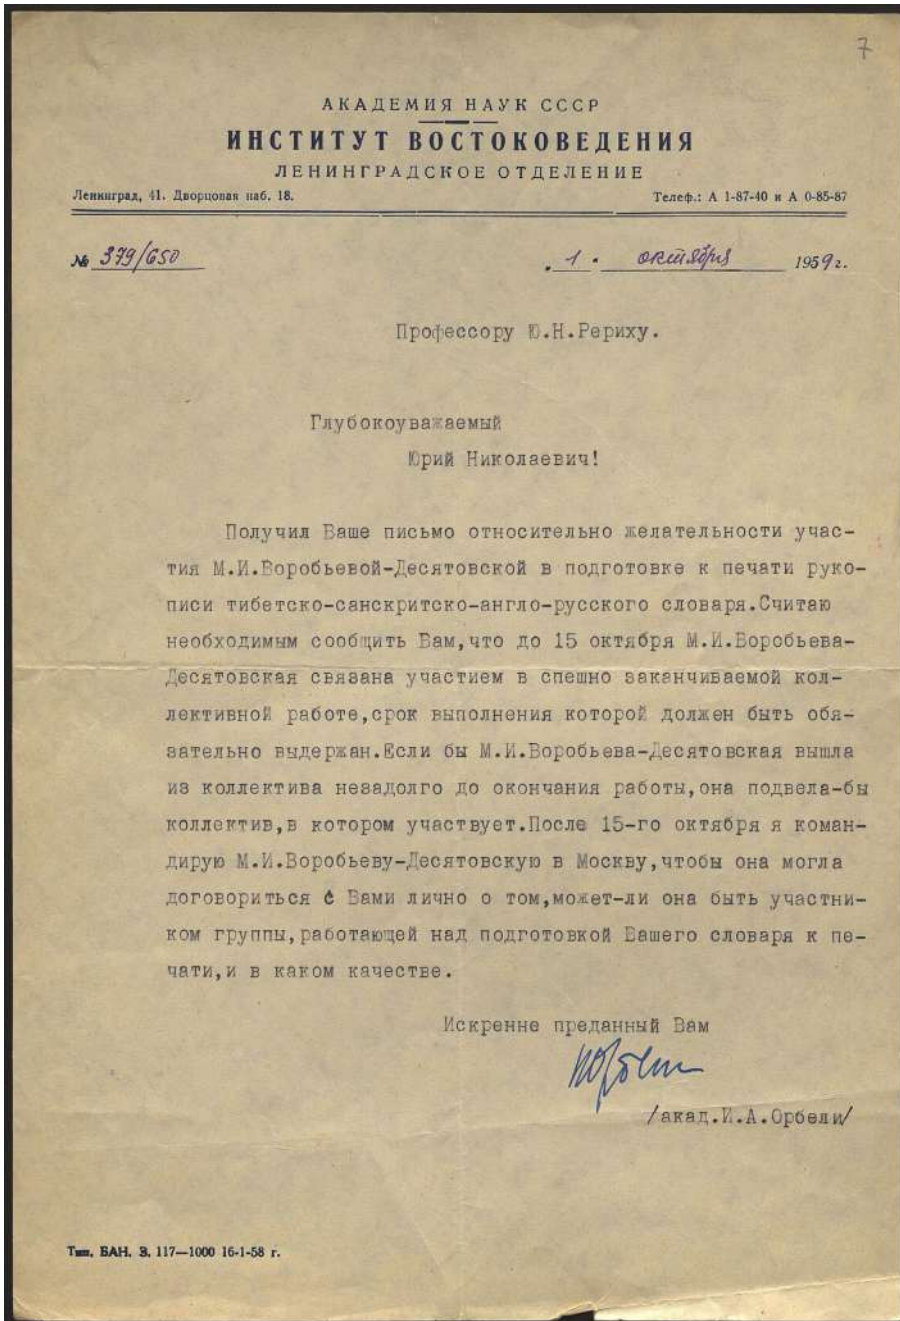 7
АКАДЕМИЯ НАУК СССР
ИНСТИТУТ ВОСТОКОВЕДЕНИЯ
ЛЕНИНГРАДСКОЕ ОТДЕЛЕНИЕ
Ленинград, 41. Дворцовая наб. 18. Телеф.: А 1-87-40 и А 0-85-87
№ 379/650 „1" октября 1959 г.
Профессору Ю.Н.Рериху.
Глубокоуважаемый
Юрий Николаевич!
Получил Ваше письмо относительно желательности учас-
тия М.И.Воробьевой-Десятовской в подготовке к печати руко-
писи тибетско-санскритско-англо-русского словаря.Считаю
необходимым сообщить Вам,что до 15 октября М.И.Воробьева-
Десятовская связана участием в спешно заканчиваемой кол-
лективной работе,срок выполнения которой должен быть обя-
зательно выдержан.Если бы М.И.Воробьева-Десятовская вышла
из коллектива незадолго до окончания работы,она подвела-бы
коллектив,в котором участвует.После 15-го октября я коман-
дирую М.И.Воробьеву-Десятовскую в Москву,чтобы она могла
договориться с Вами лично о том,может-ли она быть участни-
ком группы,работающей над подготовкой Вашего словаря к пе-
чати,и в каком качестве.
Искренне преданный Вам
/акад.И.А.Орбели/
Тип. БАН. З. 117—1000 16-1-58 г.